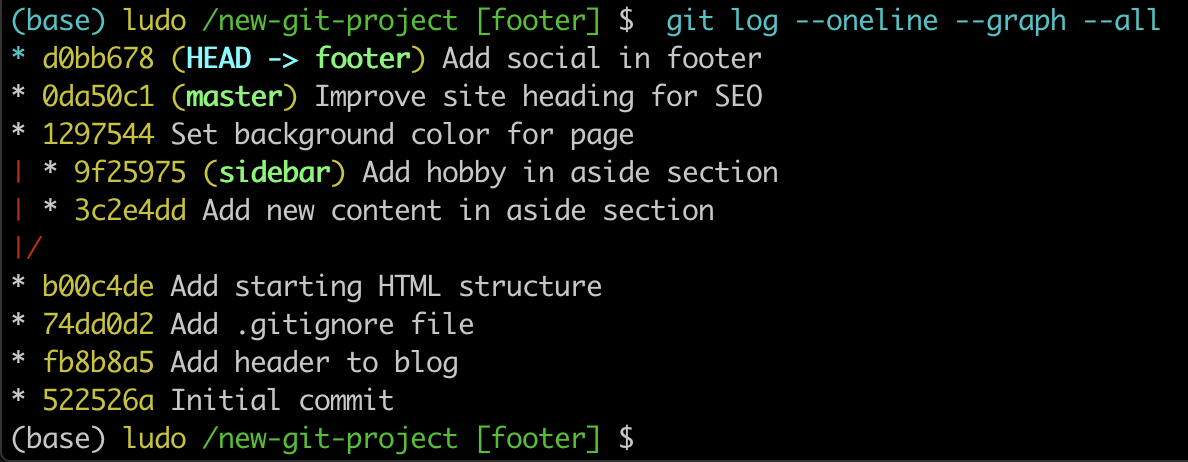 (base) ludo /new-git-project [footer] $  git log --oneline --graph --all
* d0bb678 (HEAD -> footer) Add social in footer
* 0da50c1 (master) Improve site heading for SEO
* 1297544 Set background color for page
| * 9f25975 (sidebar) Add hobby in aside section
| * 3c2e4dd Add new content in aside section
|/
* b00c4de Add starting HTML structure
* 74dd0d2 Add .gitignore file
* fb8b8a5 Add header to blog
* 522526a Initial commit
(base) ludo /new-git-project [footer] $